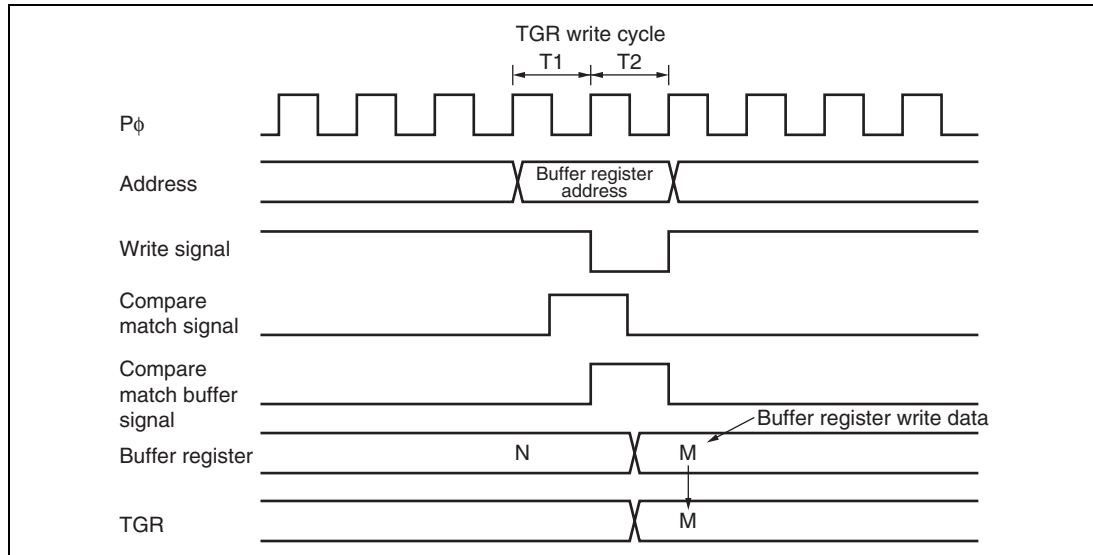 TGR write cycle
T1 T2
Pϕ
Address
Buffer register
address
Write signal
Compare
match signal
Compare
match buffer
signal
Buffer register write data
Buffer register
N M
TGR
M